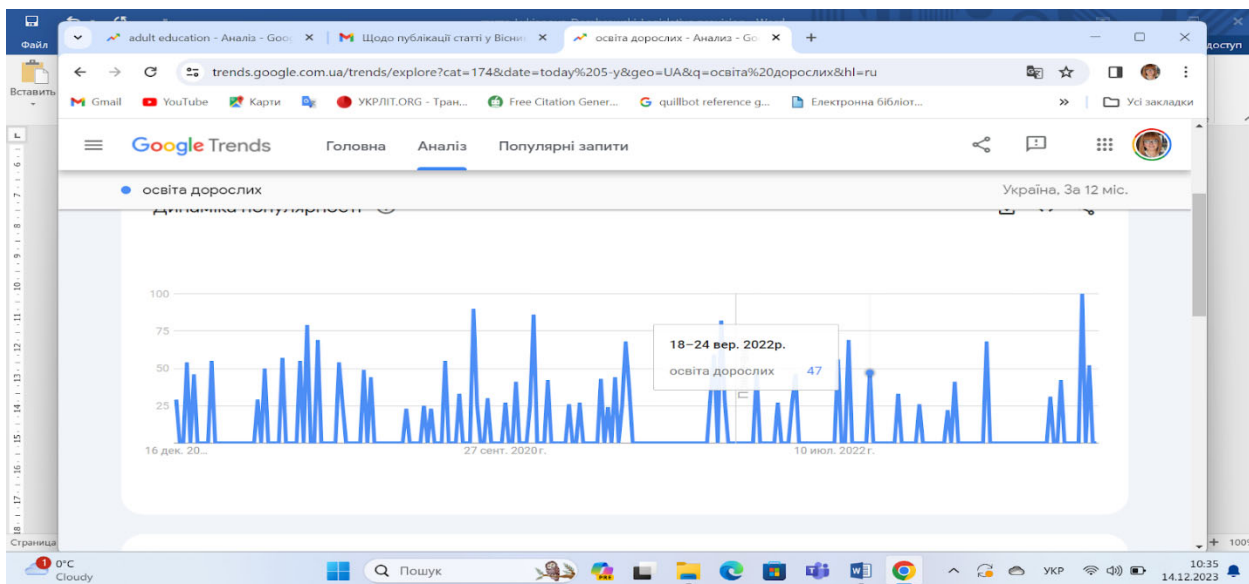 Файл
adult education - Аналіз - Goo
Щодо публікації статті у Вісни
освіта дорослих - Анализ - Go
доступ
trends.google.com.ua/trends/explore?cat=174&date=today%205-y&geo=UA&q=освіта%20дорослих&hl=ru
Вставить
Gmail
YouTube
Карти
УКРЛІТ.ORG - Тран...
Free Citation Gener...
quillbot reference g...
Електронна бібліот...
Усі закладки
Google Trends
Головна
Аналіз
Популярні запити
освіта дорослих
Україна, За 12 міс.
Динаміка популярності
100
75
50
25
18–24 вер. 2022р.
освіта дорослих 47
16 дек. 20...
27 сент. 2020 г.
10 июл. 2022 г.
Страница
100%
0°C
Cloudy
Пошук
УКР
10:35
14.12.2023